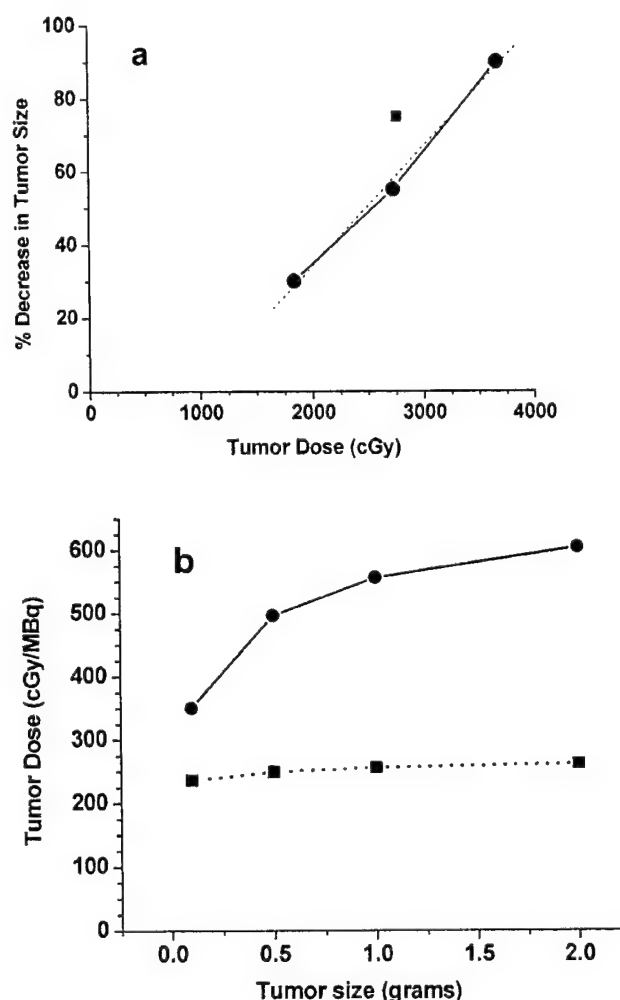 a
100
80
60
40
20
0
% Decrease in Tumor Size
0 1000 2000 3000 4000
Tumor Dose (cGy)
b
600
500
400
300
200
100
0
Tumor Dose (cGy/MBq)
0.0 0.5 1.0 1.5 2.0
Tumor size (grams)